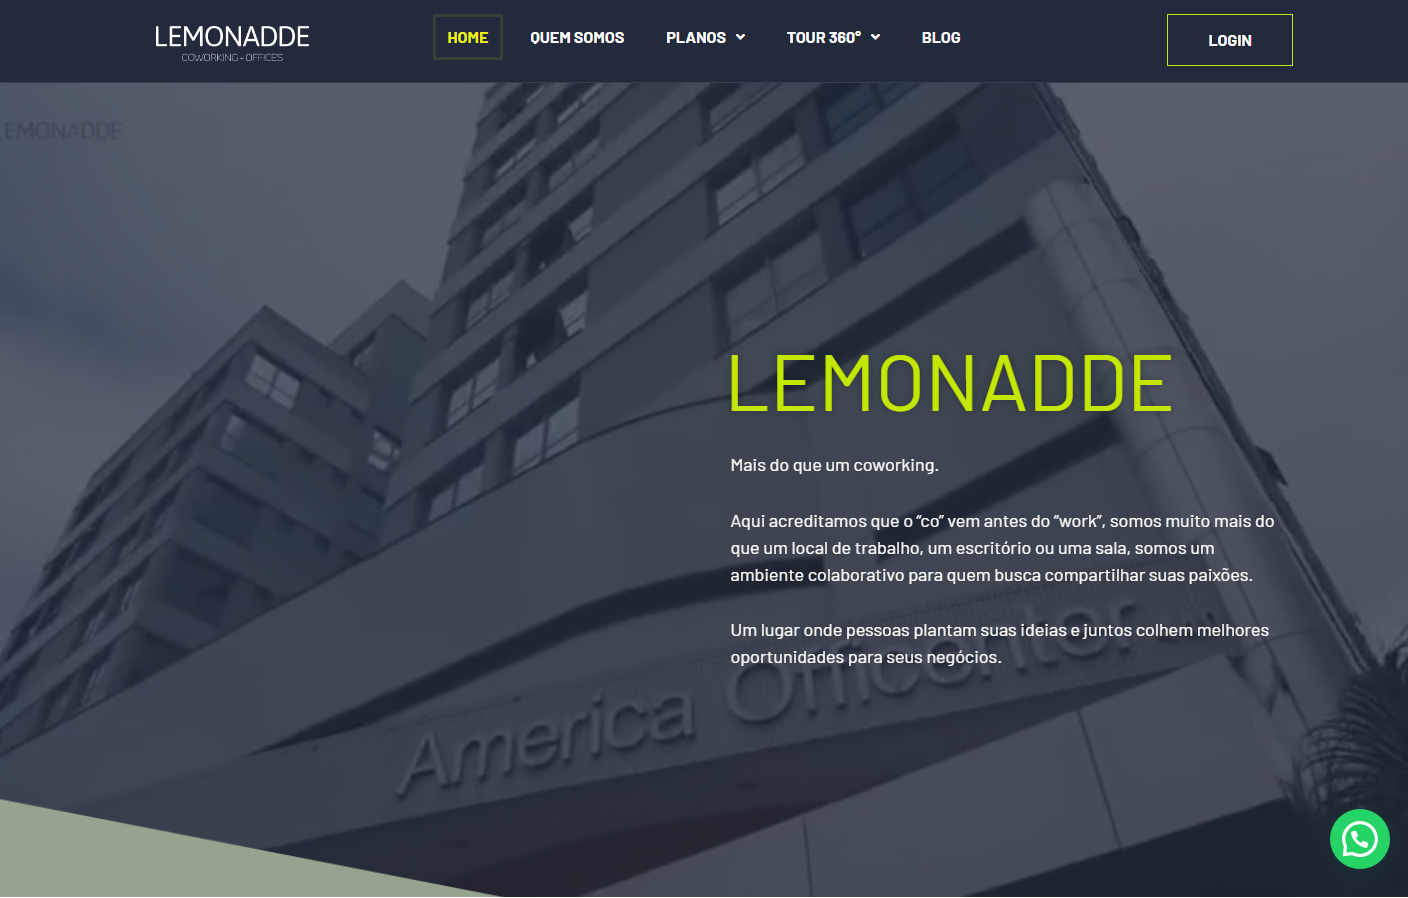 LEMONADDE
COWORKING + OFFICES
HOME
QUEM SOMOS
PLANOS
TOUR 360º
BLOG
LOGIN
LEMONADDE
LEMONADDE
Mais do que um coworking.
Aqui acreditamos que o “co” vem antes do “work”, somos muito mais do
que um local de trabalho, um escritório ou uma sala, somos um
ambiente colaborativo para quem busca compartilhar suas paixões.
Um lugar onde pessoas plantam suas ideias e juntos colhem melhores
oportunidades para seus negócios.
America Officenter